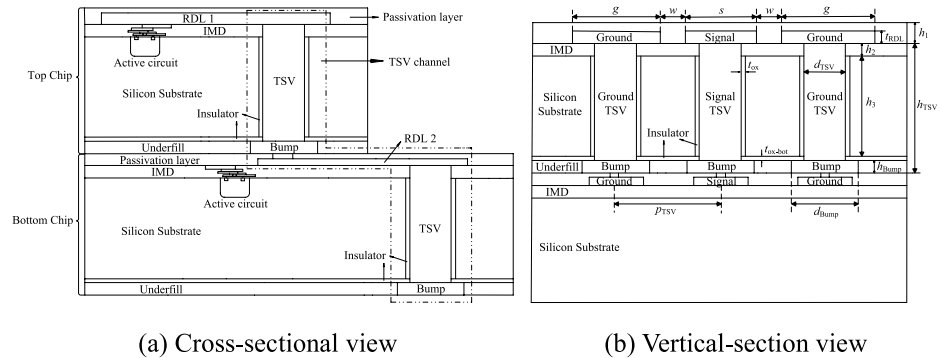 RDL 1
Passivation layer
IMD
Active circuit
TSV channel
Top Chip
TSV
Silicon Substrate
Insulator
Underfill
Bump
RDL 2
Passivation layer
IMD
Active circuit
Bottom Chip
TSV
Silicon Substrate
Insulator
Underfill
Bump
(a) Cross-sectional view
g w s w g
Ground Signal Ground
tRDL
h1
IMD
h2
tox
dTSV
Silicon Substrate
Ground TSV
Signal TSV
Ground TSV
h3
hTSV
Insulator
tox-bot
Underfill
Bump Bump Bump
hBump
Ground Signal Ground
IMD
pTSV
dBump
Silicon Substrate
(b) Vertical-section view